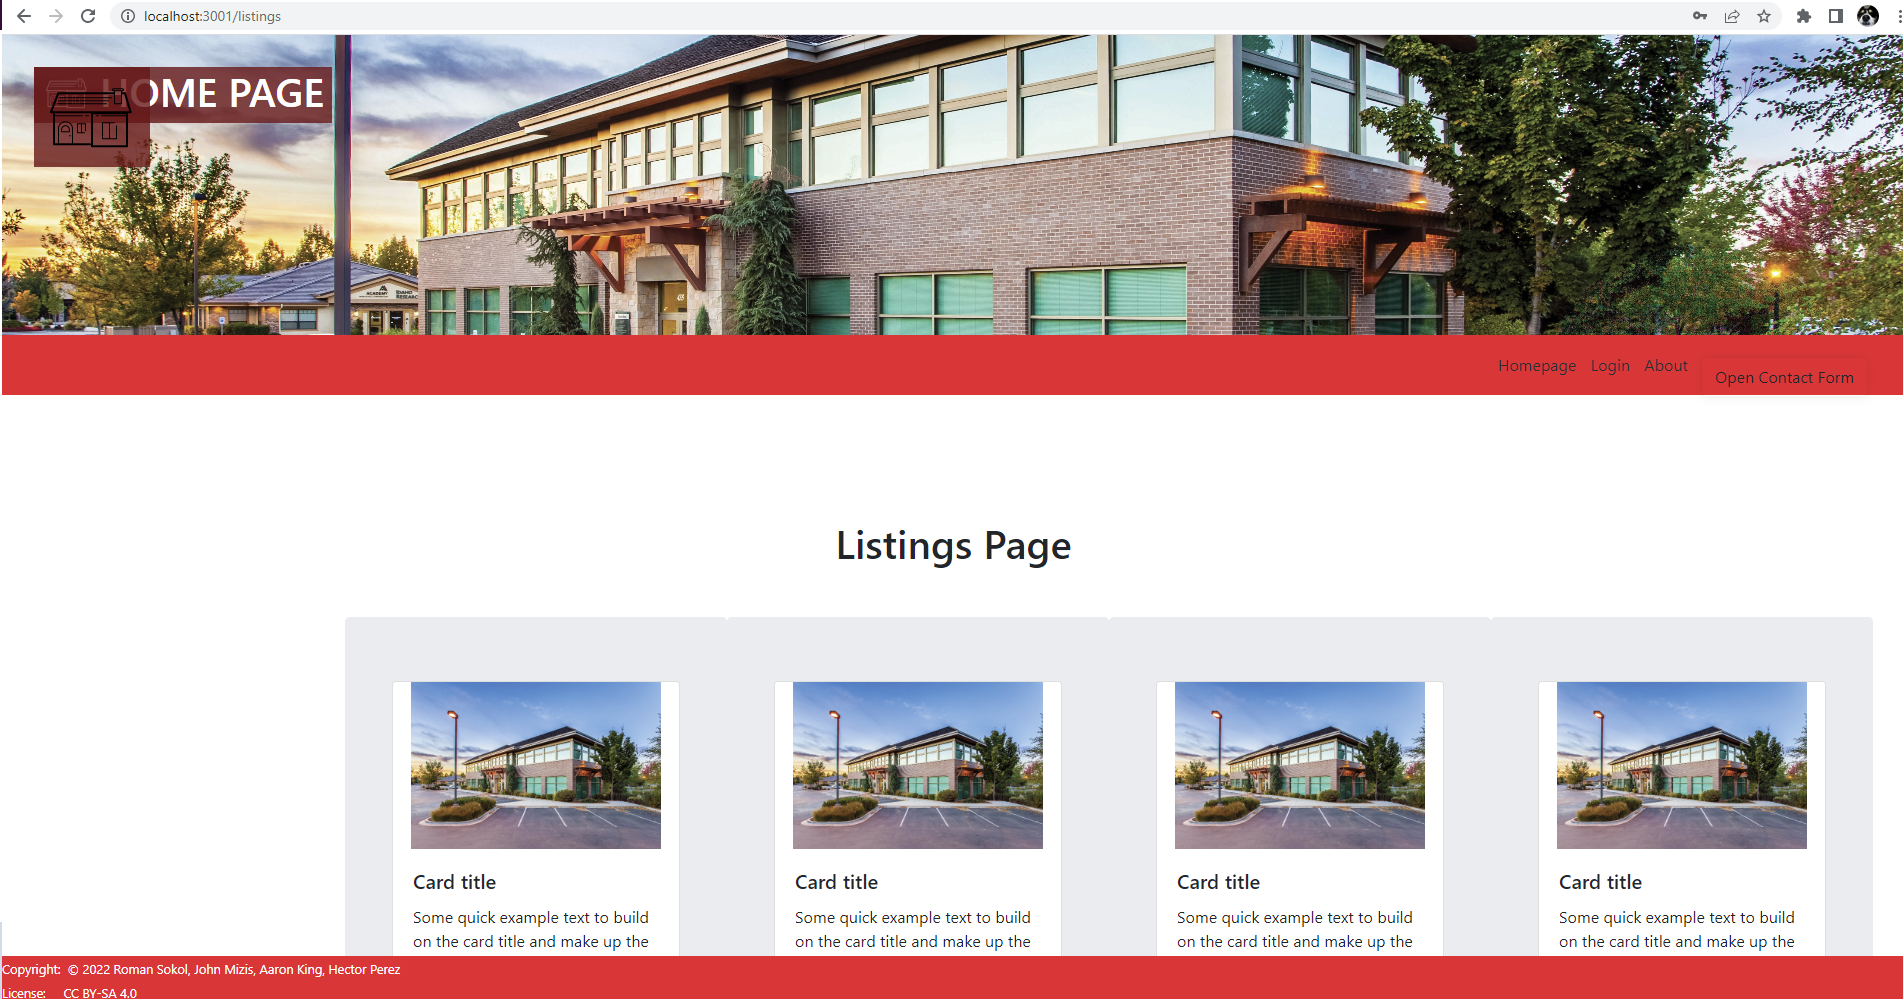 localhost:3001/listings
HOME PAGE
ACADEMY
Homepage Login About Open Contact Form
Listings Page
Card title
Some quick example text to build
on the card title and make up the
Card title
Some quick example text to build
on the card title and make up the
Card title
Some quick example text to build
on the card title and make up the
Card title
Some quick example text to build
on the card title and make up the
Copyright: © 2022 Roman Sokol, John Mizis, Aaron King, Hector Perez
License: CC BY-SA 4.0